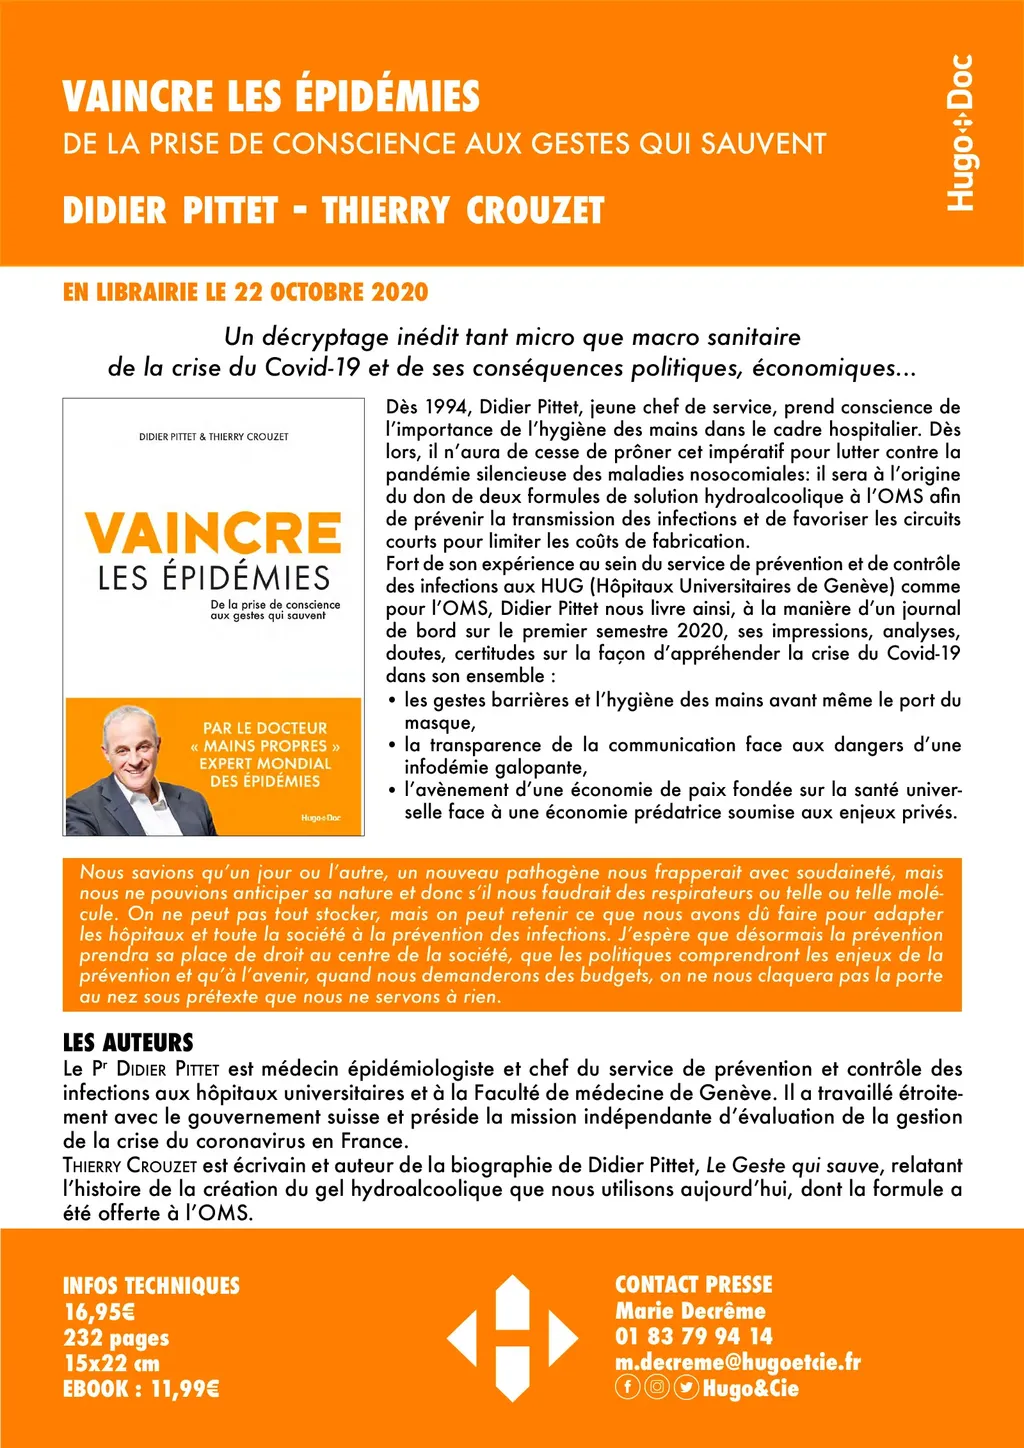 VAINCRE LES ÉPIDÉMIES
DE LA PRISE DE CONSCIENCE AUX GESTES QUI SAUVENT
DIDIER PITTET - THIERRY CROUZET
Hugo Doc
EN LIBRAIRIE LE 22 OCTOBRE 2020
Un décryptage inédit tant micro que macro sanitaire
de la crise du Covid-19 et de ses conséquences politiques, économiques...
DIDIER PITTET & THIERRY CROUZET
VAINCRE
LES ÉPIDÉMIES
De la prise de conscience
aux gestes qui sauvent
PAR LE DOCTEUR
« MAINS PROPRES »
EXPERT MONDIAL
DES ÉPIDÉMIES
Hugo Doc
Dès 1994, Didier Pittet, jeune chef de service, prend conscience de
l'importance de l'hygiène des mains dans le cadre hospitalier. Dès
lors, il n'aura de cesse de prôner cet impératif pour lutter contre la
pandémie silencieuse des maladies nosocomiales: il sera à l'origine
du don de deux formules de solution hydroalcoolique à l'OMS afin
de prévenir la transmission des infections et de favoriser les circuits
courts pour limiter les coûts de fabrication.
Fort de son expérience au sein du service de prévention et de contrôle
des infections aux HUG (Hôpitaux Universitaires de Genève) comme
pour l'OMS, Didier Pittet nous livre ainsi, à la manière d'un journal
de bord sur le premier semestre 2020, ses impressions, analyses,
doutes, certitudes sur la façon d'appréhender la crise du Covid-19
dans son ensemble :
• les gestes barrières et l'hygiène des mains avant même le port du
masque,
• la transparence de la communication face aux dangers d'une
infodémie galopante,
• l'avènement d'une économie de paix fondée sur la santé univer-
selle face à une économie prédatrice soumise aux enjeux privés.
Nous savions qu'un jour ou l'autre, un nouveau pathogène nous frapperait avec soudaineté, mais
nous ne pouvions anticiper sa nature et donc s'il nous faudrait des respirateurs ou telle ou telle molé-
cule. On ne peut pas tout stocker, mais on peut retenir ce que nous avons dû faire pour adapter
les hôpitaux et toute la société à la prévention des infections. J'espère que désormais la prévention
prendra sa place de droit au centre de la société, que les politiques comprendront les enjeux de la
prévention et qu'à l'avenir, quand nous demanderons des budgets, on ne nous claquera pas la porte
au nez sous prétexte que nous ne servons à rien.
LES AUTEURS
Le Pr DIDIER PITTET est médecin épidémiologiste et chef du service de prévention et contrôle des
infections aux hôpitaux universitaires et à la Faculté de médecine de Genève. Il a travaillé étroite-
ment avec le gouvernement suisse et préside la mission indépendante d'évaluation de la gestion
de la crise du coronavirus en France.
THIERRY CROUZET est écrivain et auteur de la biographie de Didier Pittet, Le Geste qui sauve, relatant
l'histoire de la création du gel hydroalcoolique que nous utilisons aujourd'hui, dont la formule a
été offerte à l'OMS.
INFOS TECHNIQUES
16,95€
232 pages
15x22 cm
EBOOK : 11,99€
CONTACT PRESSE
Marie Decrême
01 83 79 94 14
m.decreme@hugoetcie.fr
Hugo&Cie